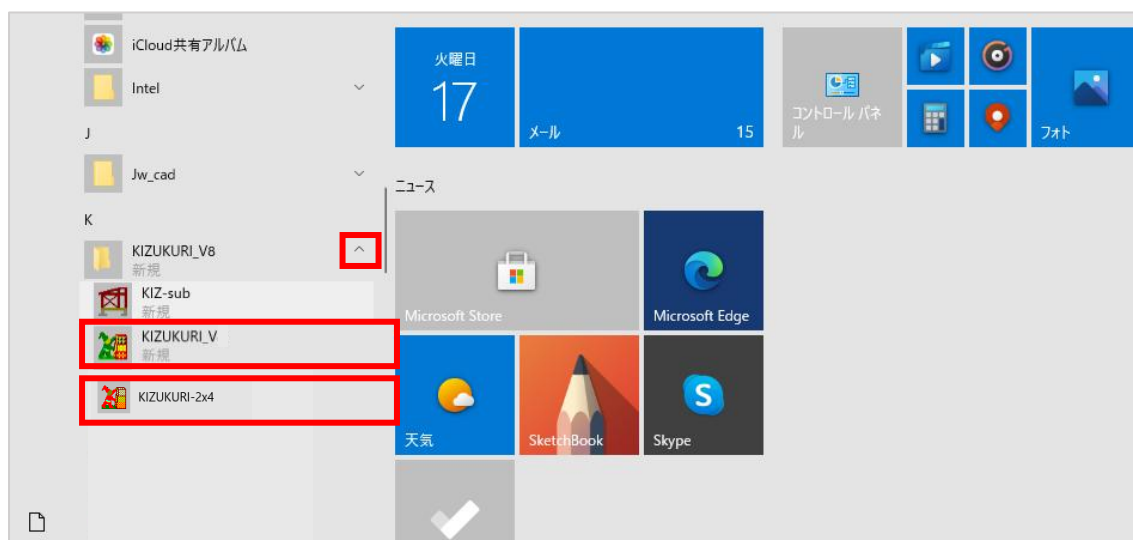 iCloud共有アルバム
Intel
J
Jw_cad
K
KIZUKURI_V8
新規
KIZ-sub
新規
KIZUKURI_V
新規
KIZUKURI-2x4
火曜日
17
メール
15
コントロール パネ
ル
フォト
ニュース
Microsoft Store
Microsoft Edge
天気
SketchBook
Skype